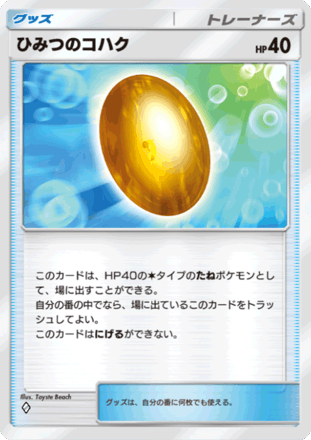 グッズ
トレーナーズ
ひみつのコハク
HP40
このカードは、HP40の✶タイプのたねポケモンとし
て、場に出すことができる。
自分の番の中でなら、場に出ているこのカードをトラッ
シュしてよい。
このカードはにげるができない。
Illus. Toyste Beach
グッズは、自分の番に何枚でも使える。